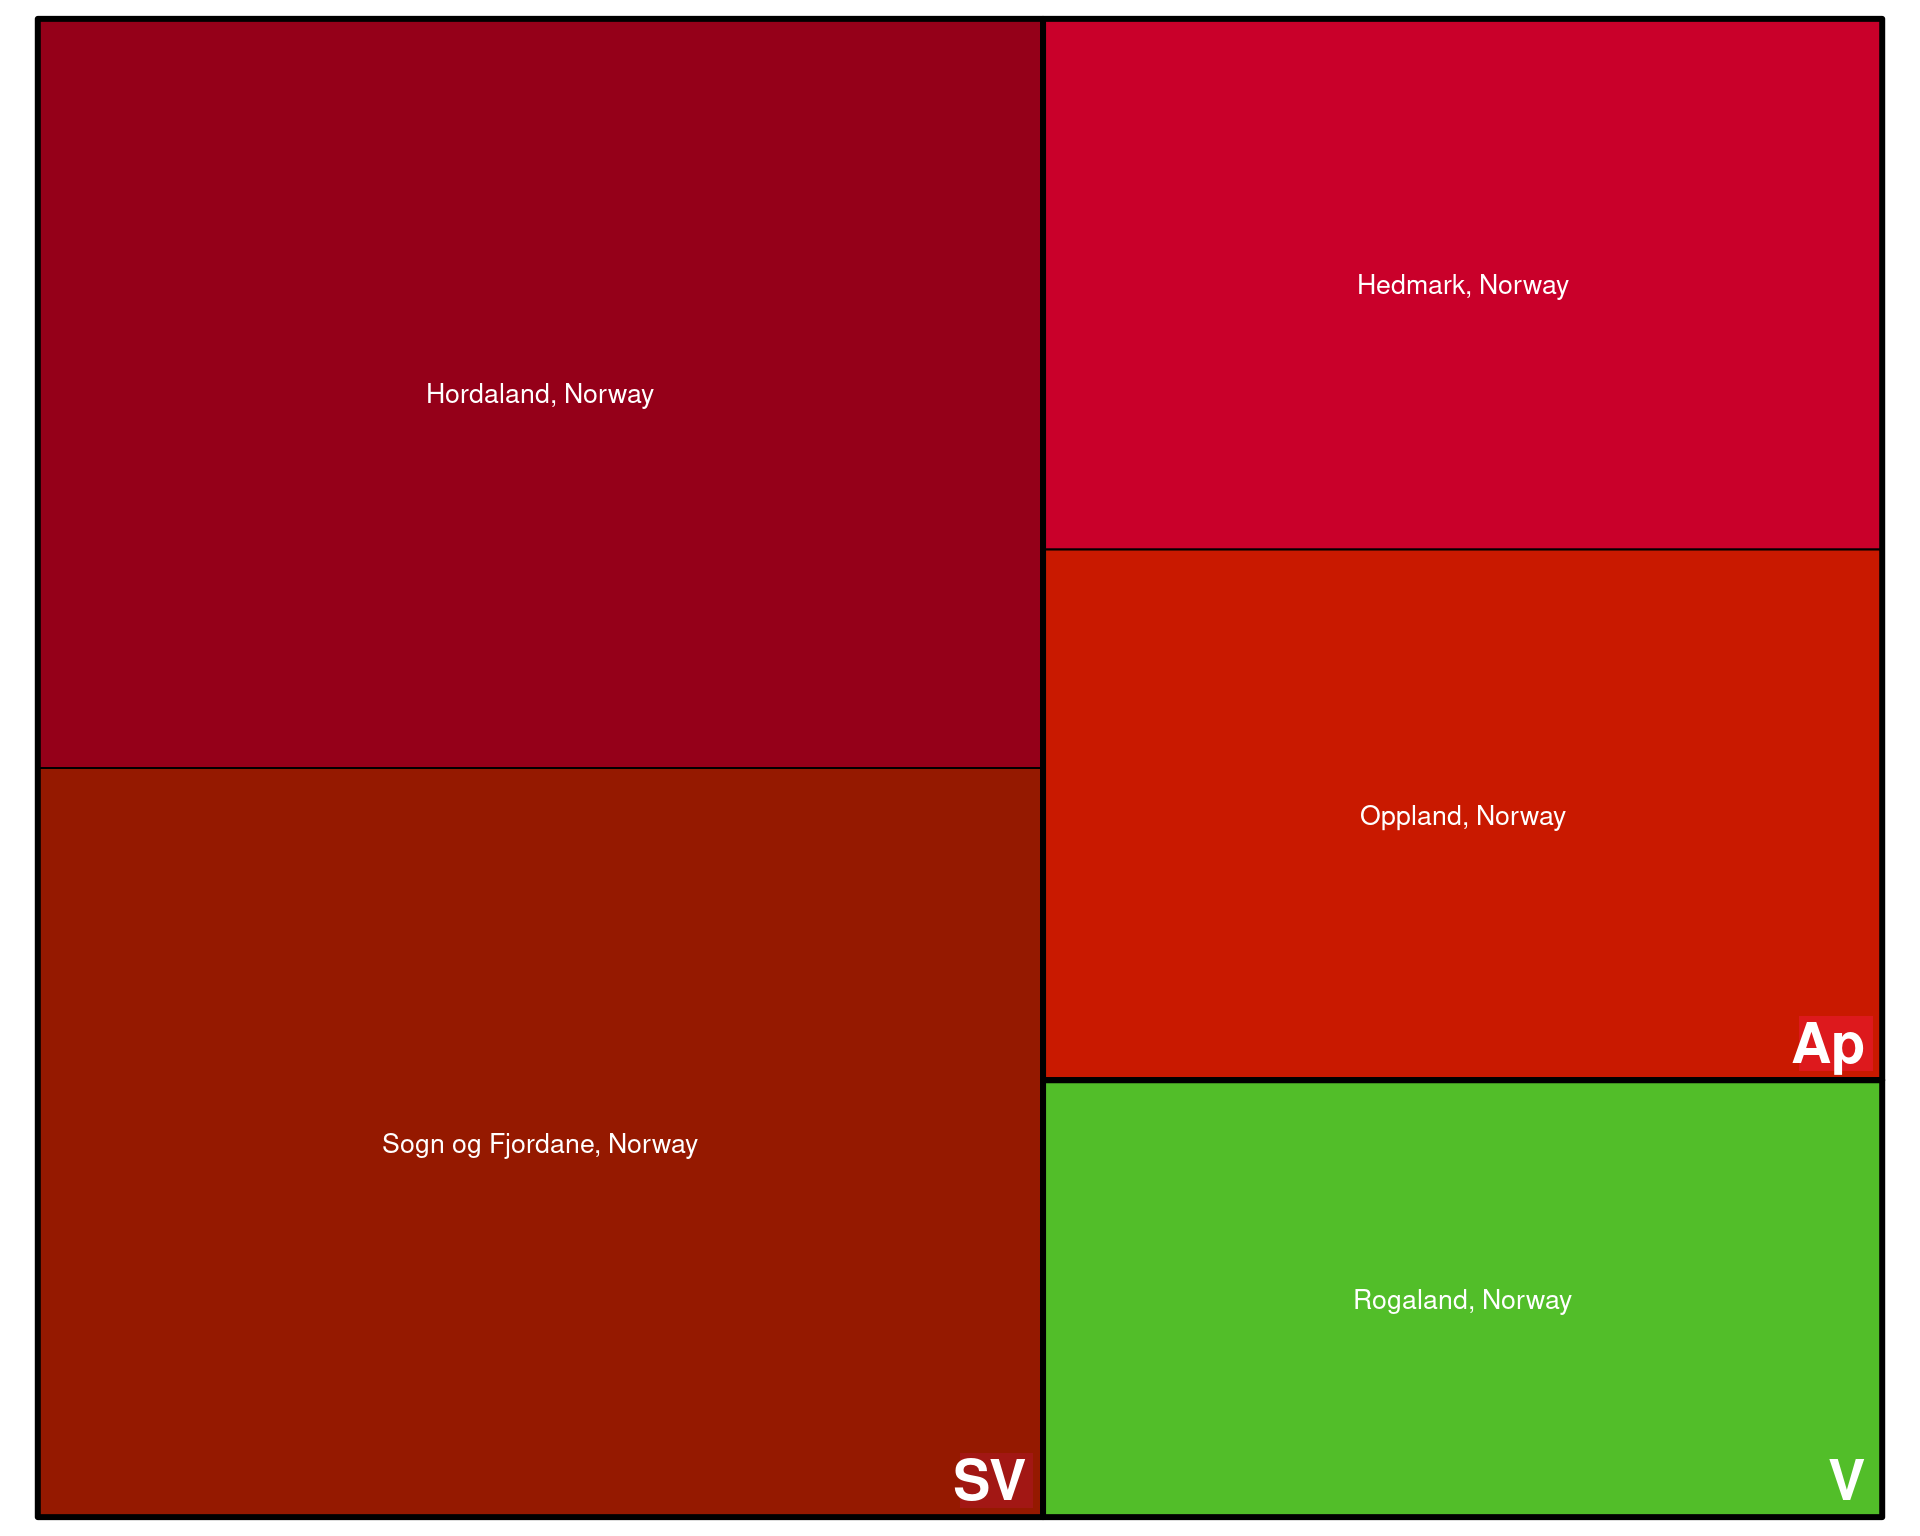 Hordaland, Norway
Sogn og Fjordane, Norway
SV
Hedmark, Norway
Oppland, Norway
Ap
Rogaland, Norway
V